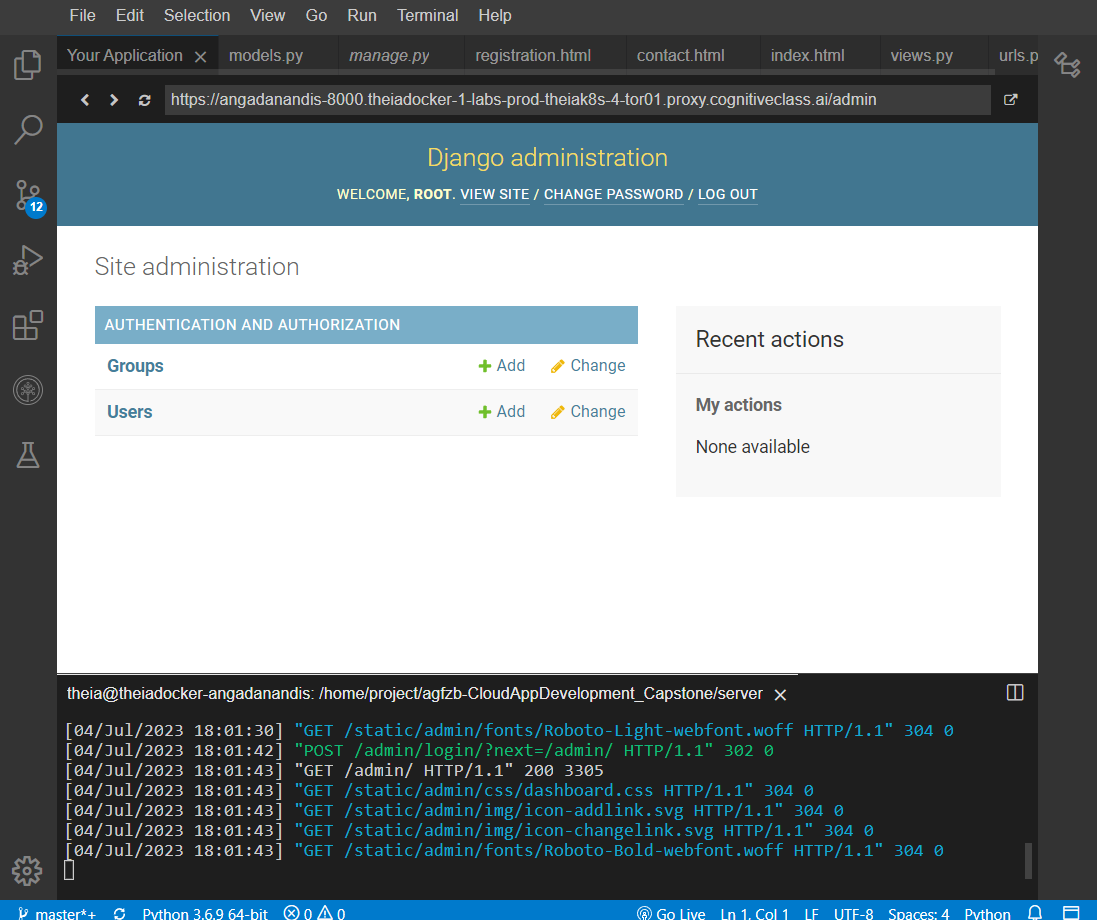 File Edit Selection View Go Run Terminal Help
Your Application models.py manage.py registration.html contact.html index.html views.py urls.p
https://angadanandis-8000.theiadocker-1-labs-prod-theiak8s-4-tor01.proxy.cognitiveclass.ai/admin
Django administration
WELCOME, ROOT. VIEW SITE / CHANGE PASSWORD / LOG OUT
12
Site administration
AUTHENTICATION AND AUTHORIZATION
Groups Add Change
Users Add Change
Recent actions
My actions
None available
theia@theiadocker-angadanandis: /home/project/agfzb-CloudAppDevelopment_Capstone/server
[04/Jul/2023 18:01:30] "GET /static/admin/fonts/Roboto-Light-webfont.woff HTTP/1.1" 304 0
[04/Jul/2023 18:01:42] "POST /admin/login/?next=/admin/ HTTP/1.1" 302 0
[04/Jul/2023 18:01:43] "GET /admin/ HTTP/1.1" 200 3305
[04/Jul/2023 18:01:43] "GET /static/admin/css/dashboard.css HTTP/1.1" 304 0
[04/Jul/2023 18:01:43] "GET /static/admin/img/icon-addlink.svg HTTP/1.1" 304 0
[04/Jul/2023 18:01:43] "GET /static/admin/img/icon-changelink.svg HTTP/1.1" 304 0
[04/Jul/2023 18:01:43] "GET /static/admin/fonts/Roboto-Bold-webfont.woff HTTP/1.1" 304 0
master*+ Python 3.6.9 64-bit 0 0 Go Live Ln 1, Col 1 LF UTF-8 Spaces: 4 Python